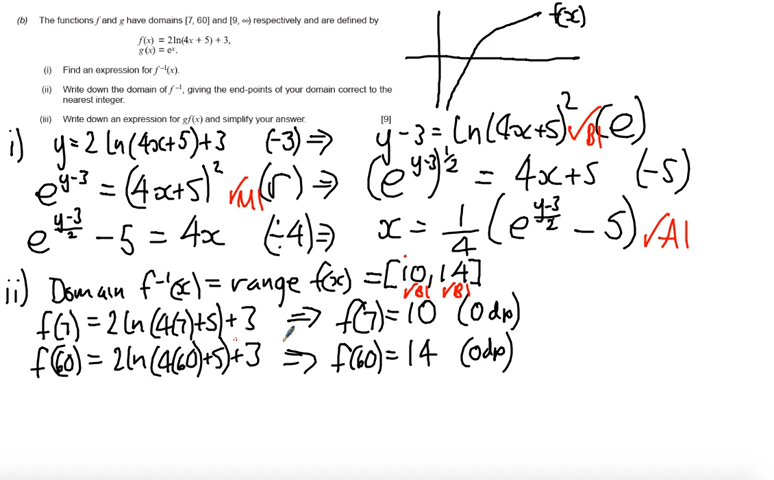 (b) The functions f and g have domains [7, 60] and [9, ∞) respectively and are defined by
f(x) = 2ln(4x + 5) + 3,
g(x) = eˣ.
(i) Find an expression for f⁻¹(x).
(ii) Write down the domain of f⁻¹, giving the end-points of your domain correct to the
nearest integer.
(iii) Write down an expression for gf(x) and simplify your answer. [9]
f(x)
i) y = 2 ln(4x+5)+3 (-3) ⇒ y-3 = ln(4x+5)² ✓B1 (e)
e^(y-3) = (4x+5)² ✓M1 (√) ⇒ (e^(y-3))^½ = 4x+5 (-5)
e^((y-3)/2) - 5 = 4x (÷4) ⇒ x = 1/4 (e^((y-3)/2) - 5) ✓A1
ii) Domain f⁻¹(x) = range f(x) = [10, 14]
✓B1 ✓B1
f(7) = 2ln(4(7)+5)+3 ⇒ f(7) = 10 (0dp)
f(60) = 2ln(4(60)+5)+3 ⇒ f(60) = 14 (0dp)